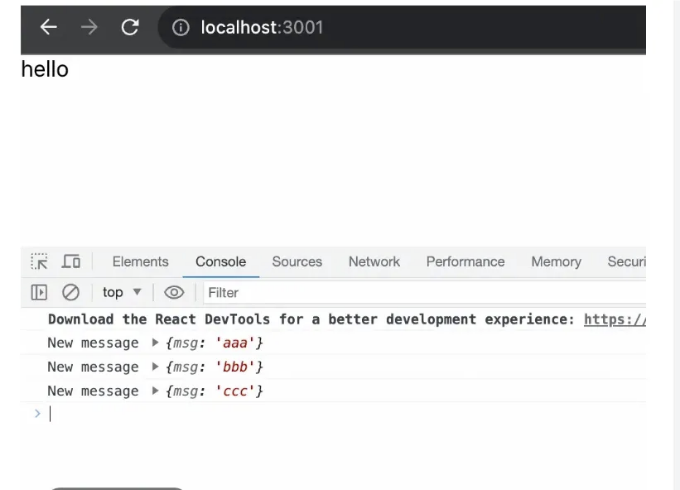 localhost:3001
hello
Elements Console Sources Network Performance Memory Securi
top Filter
Download the React DevTools for a better development experience: https://
New message {msg: 'aaa'}
New message {msg: 'bbb'}
New message {msg: 'ccc'}